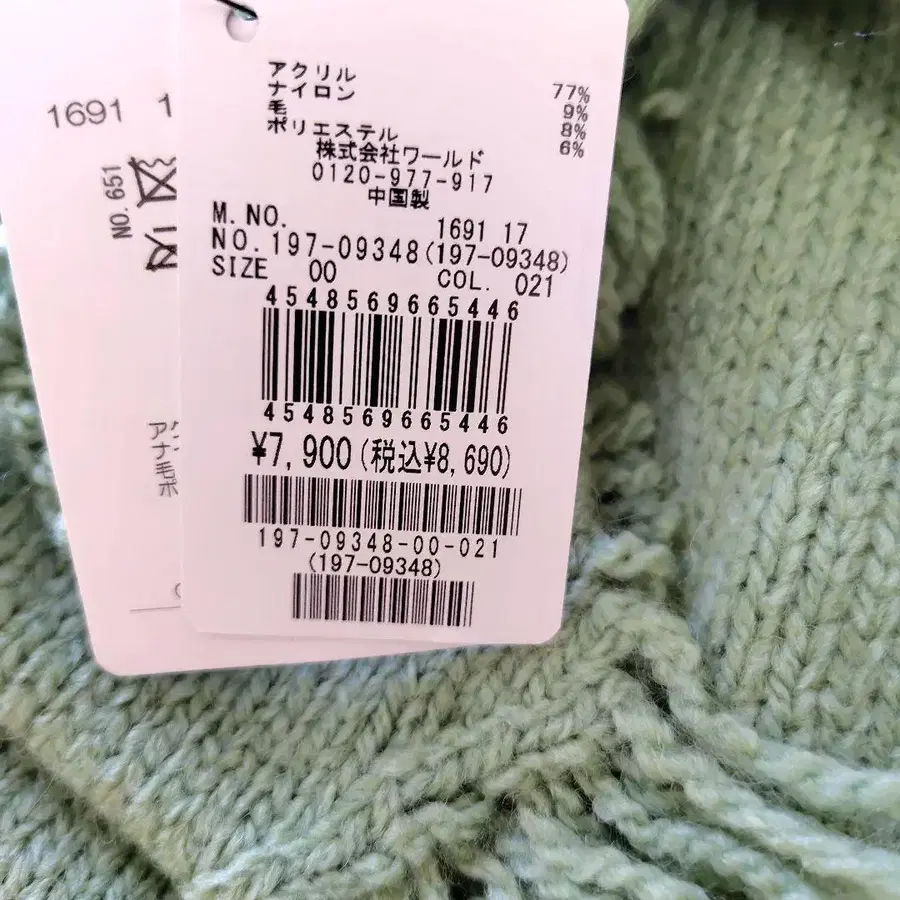 アクリル 77%
ナイロン 9%
毛 8%
ポリエステル 6%
株式会社ワールド
0120-977-917
中国製
M.NO. 1691 17
NO.197-09348(197-09348)
SIZE 00 COL. 021
4548569665446
4548569665446
¥7,900(税込¥8,690)
197-09348-00-021
(197-09348)
1691 1
NO.651
ナ
毛
ポ